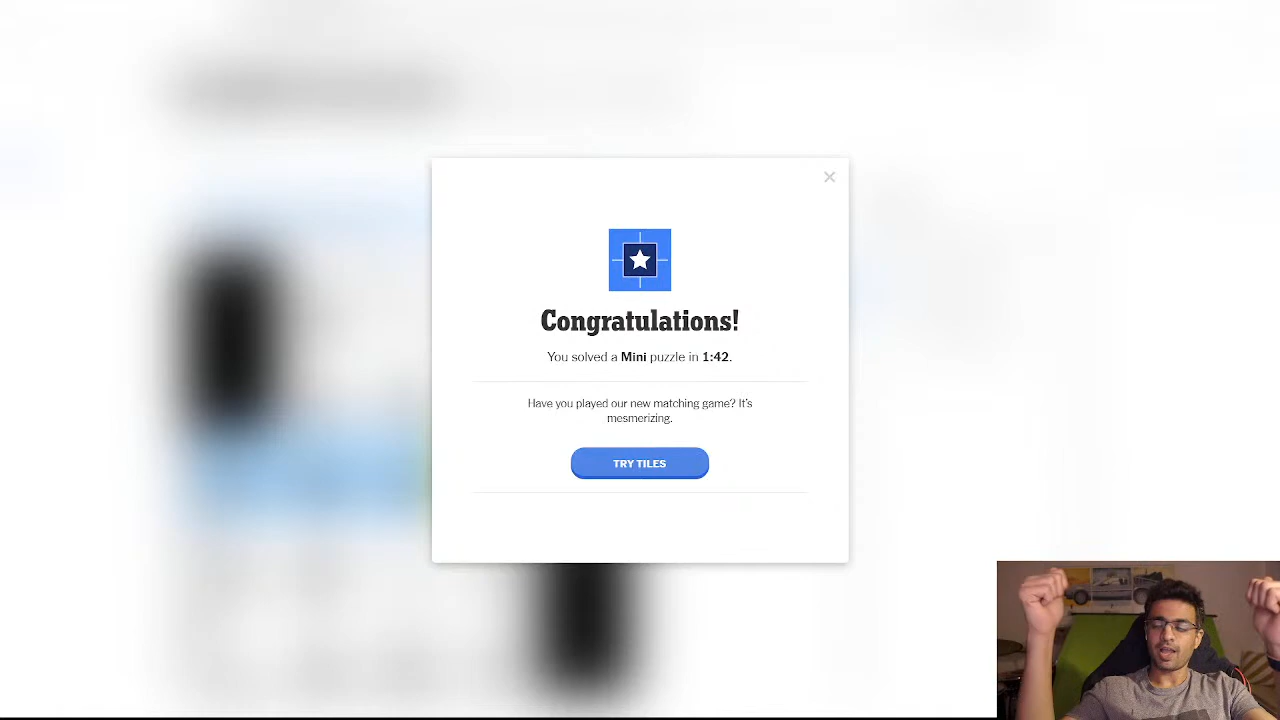 Congratulations!
You solved a Mini puzzle in 1:42.
Have you played our new matching game? It's
mesmerizing.
TRY TILES